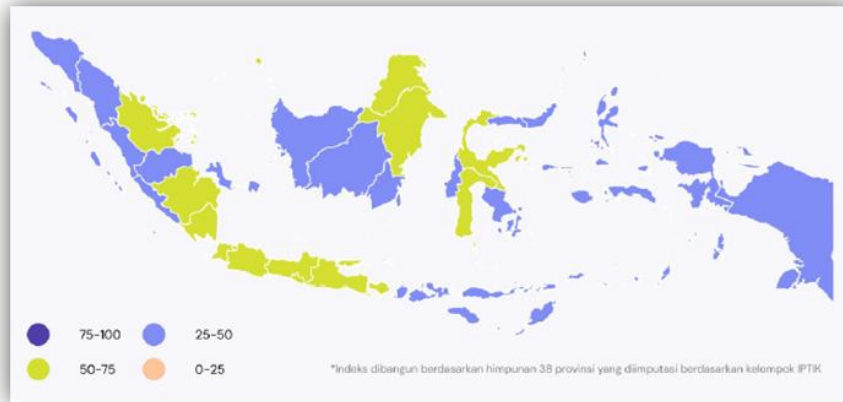 75-100 25-50
50-75 0-25
*Indeks dibangun berdasarkan himpunan 38 provinsi yang diimputasi berdasarkan kelompok IPTIK